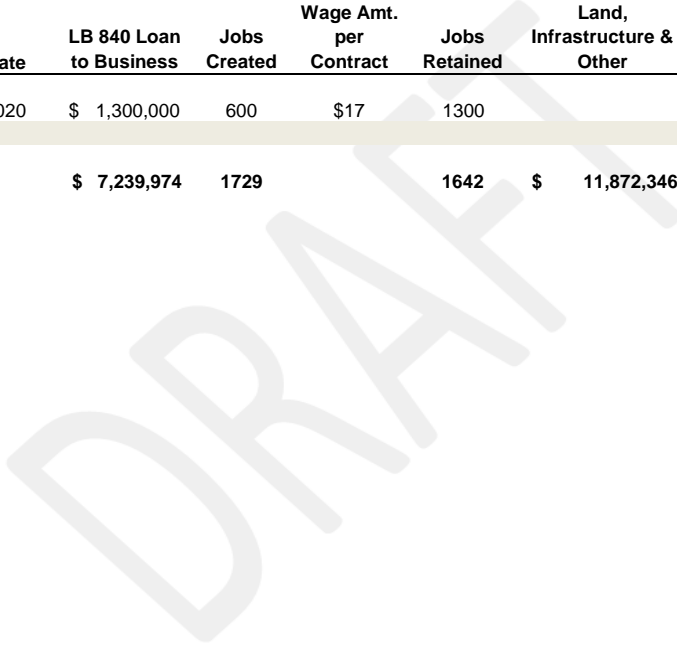 Wage Amt. Land,
LB 840 Loan Jobs per Jobs Infrastructure &
ate to Business Created Contract Retained Other
020 $ 1,300,000 600 $17 1300
$ 7,239,974 1729 1642 $ 11,872,346
DRAFT